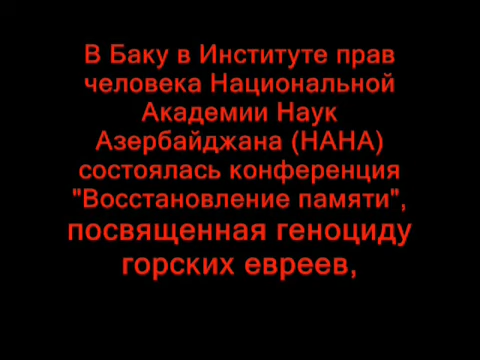 В Баку в Институте прав
человека Национальной
Академии Наук
Азербайджана (НАНА)
состоялась конференция
"Восстановление памяти",
посвященная геноциду
горских евреев,